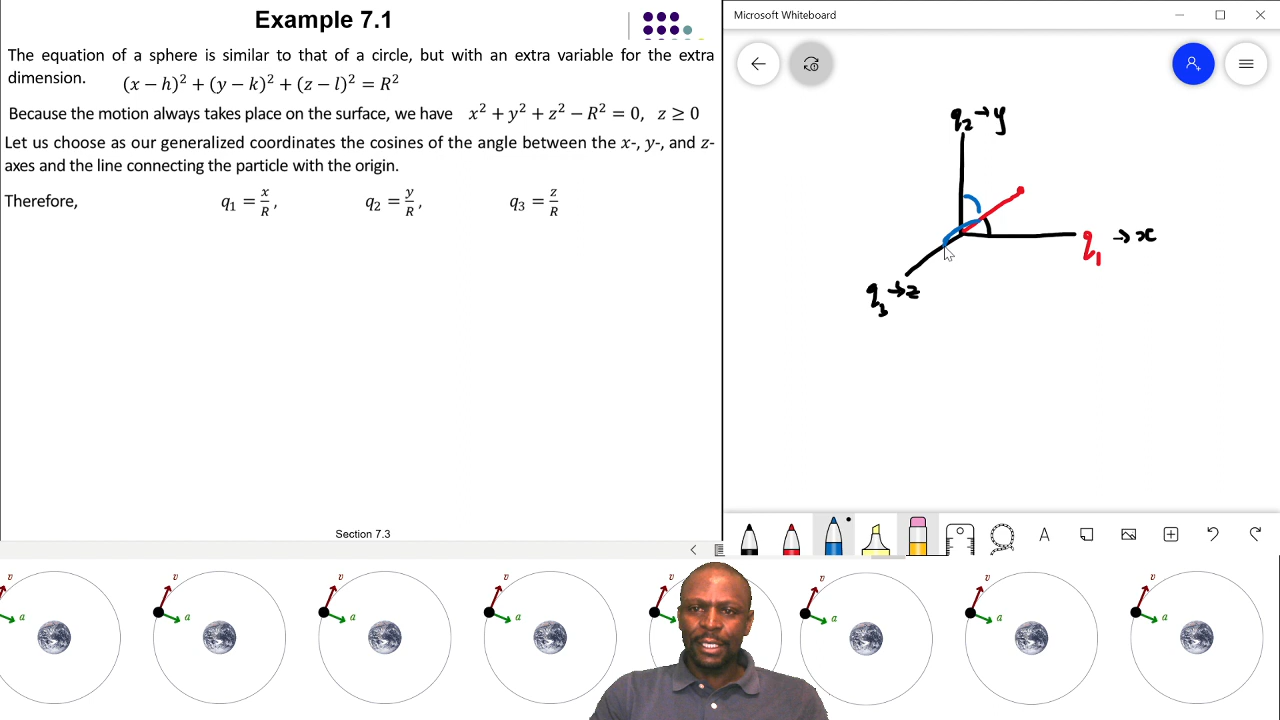 Example 7.1
The equation of a sphere is similar to that of a circle, but with an extra variable for the extra
dimension. (x − h)² + (y − k)² + (z − l)² = R²
Because the motion always takes place on the surface, we have x² + y² + z² − R² = 0, z ≥ 0
Let us choose as our generalized coordinates the cosines of the angle between the x-, y-, and z-
axes and the line connecting the particle with the origin.
Therefore, q₁ = x/R, q₂ = y/R, q₃ = z/R
Section 7.3
Microsoft Whiteboard
q₂ → y
q₁ → x
q₃ → z
A
v
a
v
a
v
a
v
a
v
v
a
v
a
v
a